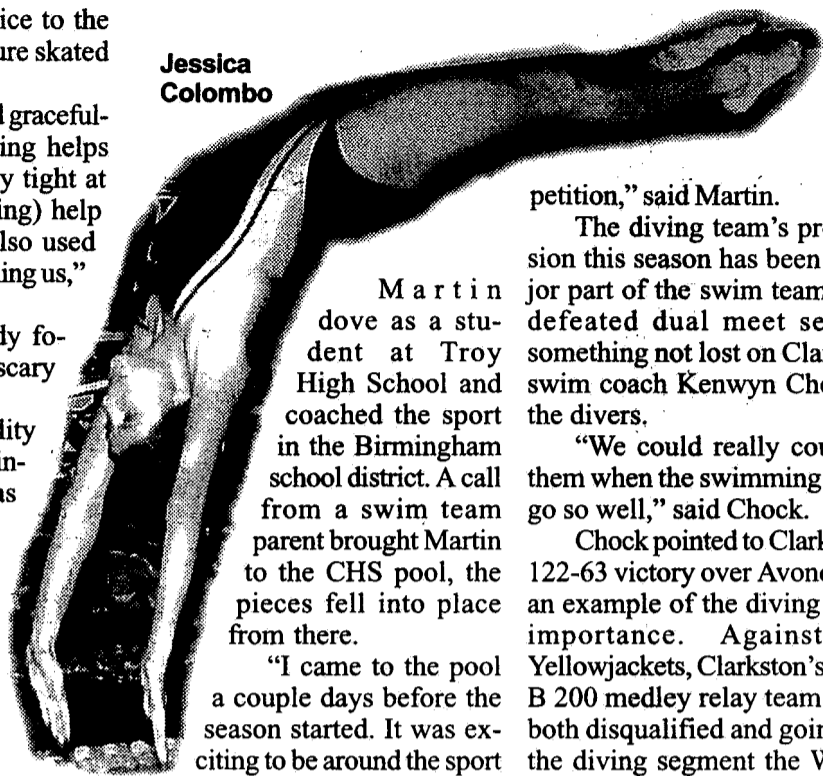 ice to the
ure skated
graceful-
ing helps
y tight at
ing) help
lso used
ing us,"
dy fo-
scary
lity
in-
as
Jessica
Colombo
Martin
dove as a stu-
dent at Troy
High School and
coached the sport
in the Birmingham
school district. A call
from a swim team
parent brought Martin
to the CHS pool, the
pieces fell into place
from there.
"I came to the pool
a couple days before the
season started. It was ex-
citing to be around the sport
petition," said Martin.
The diving team's pr
sion this season has been
jor part of the swim team
defeated dual meet se
something not lost on Cla
swim coach Kenwyn Ch
the divers.
"We could really cou
them when the swimming
go so well," said Chock.
Chock pointed to Clark
122-63 victory over Avon
an example of the diving
importance. Against
Yellowjackets, Clarkston's
B 200 medley relay team
both disqualified and goin
the diving segment the W